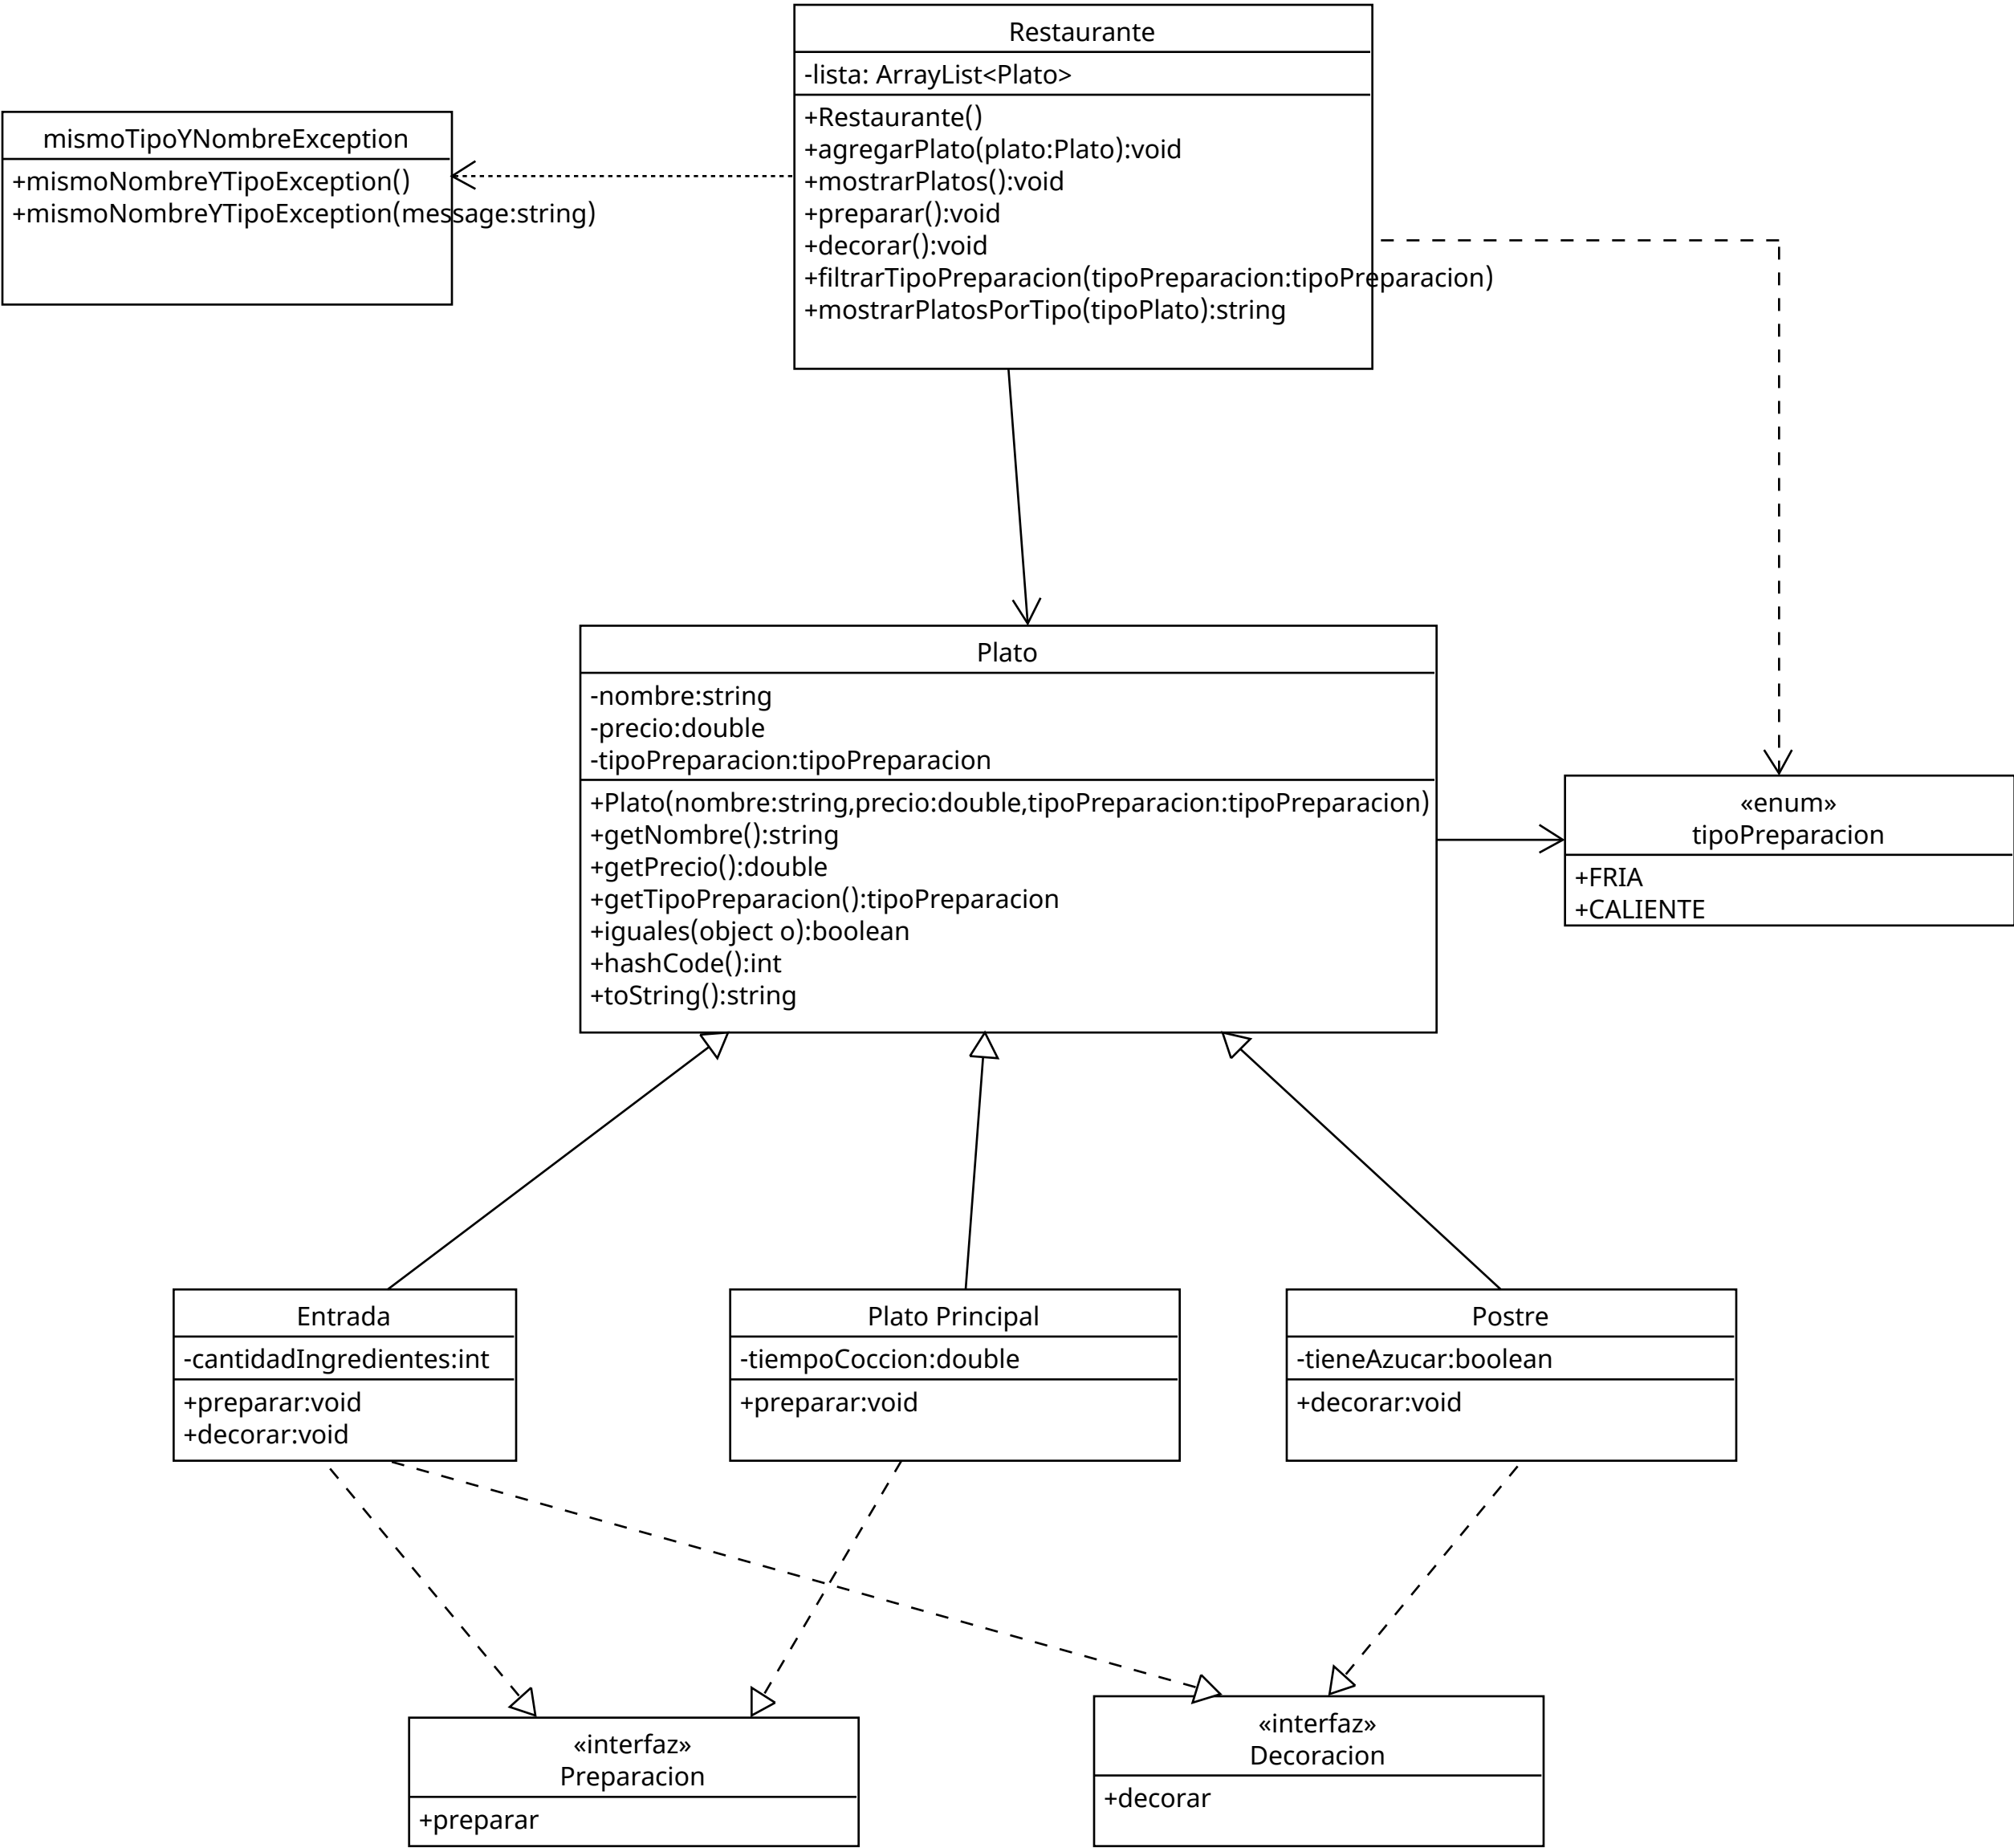 Restaurante
-lista: ArrayList<Plato>
+Restaurante()
+agregarPlato(plato:Plato):void
+mostrarPlatos():void
+preparar():void
+decorar():void
+filtrarTipoPreparacion(tipoPreparacion:tipoPreparacion)
+mostrarPlatosPorTipo(tipoPlato):string
mismoTipoYNombreException
+mismoNombreYTipoException()
+mismoNombreYTipoException(message:string)
Plato
-nombre:string
-precio:double
-tipoPreparacion:tipoPreparacion
+Plato(nombre:string,precio:double,tipoPreparacion:tipoPreparacion)
+getNombre():string
+getPrecio():double
+getTipoPreparacion():tipoPreparacion
+iguales(object o):boolean
+hashCode():int
+toString():string
«enum»
tipoPreparacion
+FRIA
+CALIENTE
Entrada
-cantidadIngredientes:int
+preparar:void
+decorar:void
Plato Principal
-tiempoCoccion:double
+preparar:void
Postre
-tieneAzucar:boolean
+decorar:void
«interfaz»
Preparacion
+preparar
«interfaz»
Decoracion
+decorar